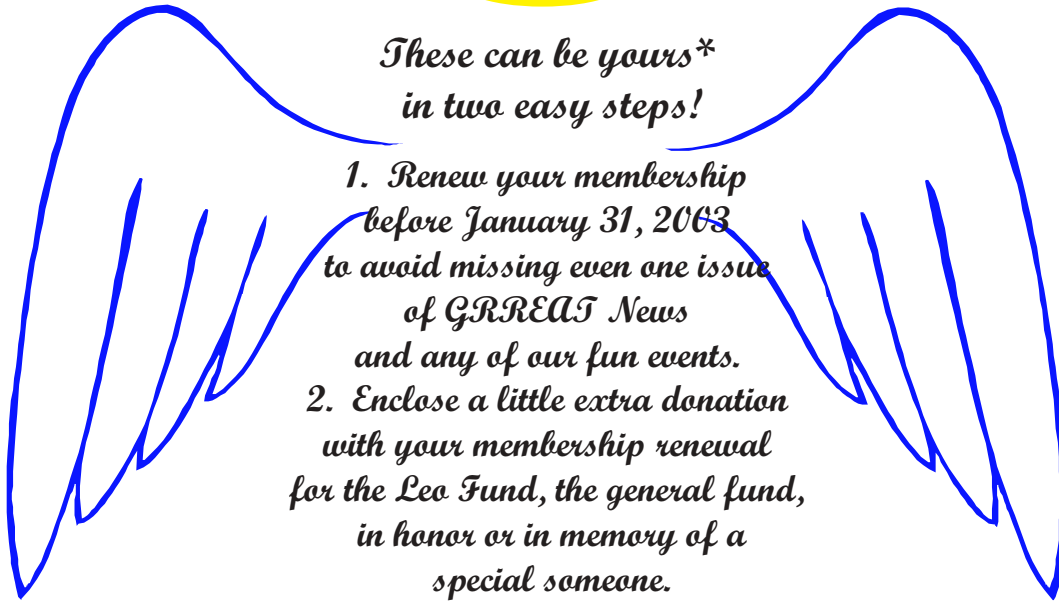 These can be yours*
in two easy steps!
1. Renew your membership
before January 31, 2003
to avoid missing even one issue
of GRREAT News
and any of our fun events.
2. Enclose a little extra donation
with your membership renewal
for the Leo Fund, the general fund,
in honor or in memory of a
special someone.